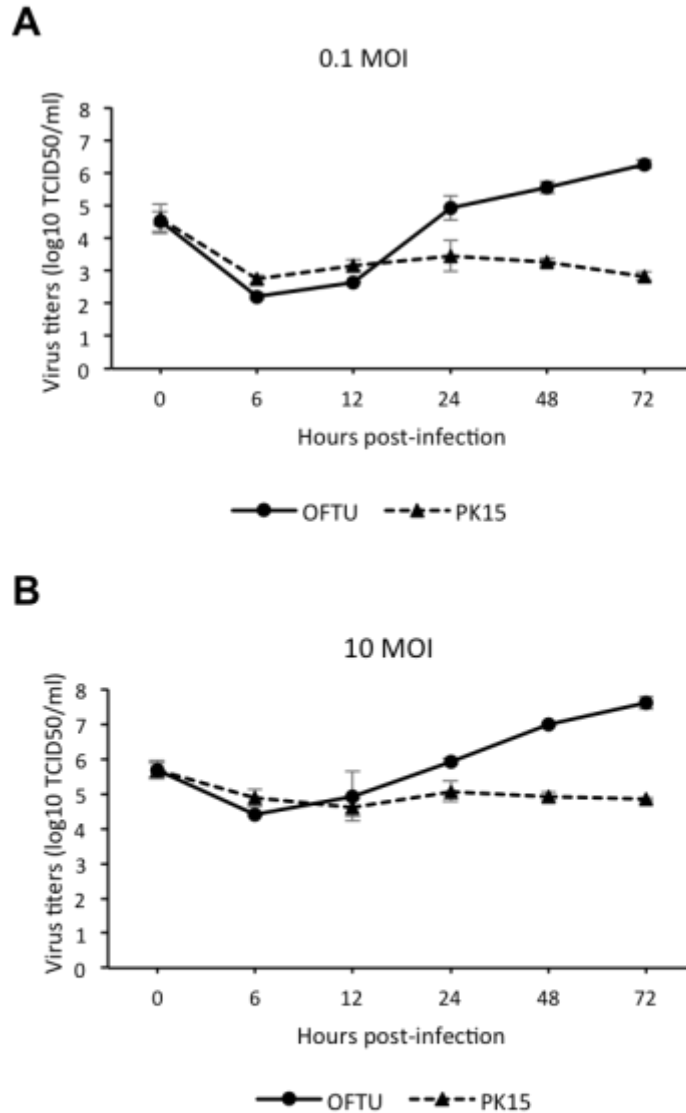 A
0.1 MOI
Virus titers (log10 TCID50/ml)
8
7
6
5
4
3
2
1
0
0 6 12 24 48 72
Hours post-infection
OFTU PK15
B
10 MOI
Virus titers (log10 TCID50/ml)
8
7
6
5
4
3
2
1
0
0 6 12 24 48 72
Hours post-infection
OFTU PK15